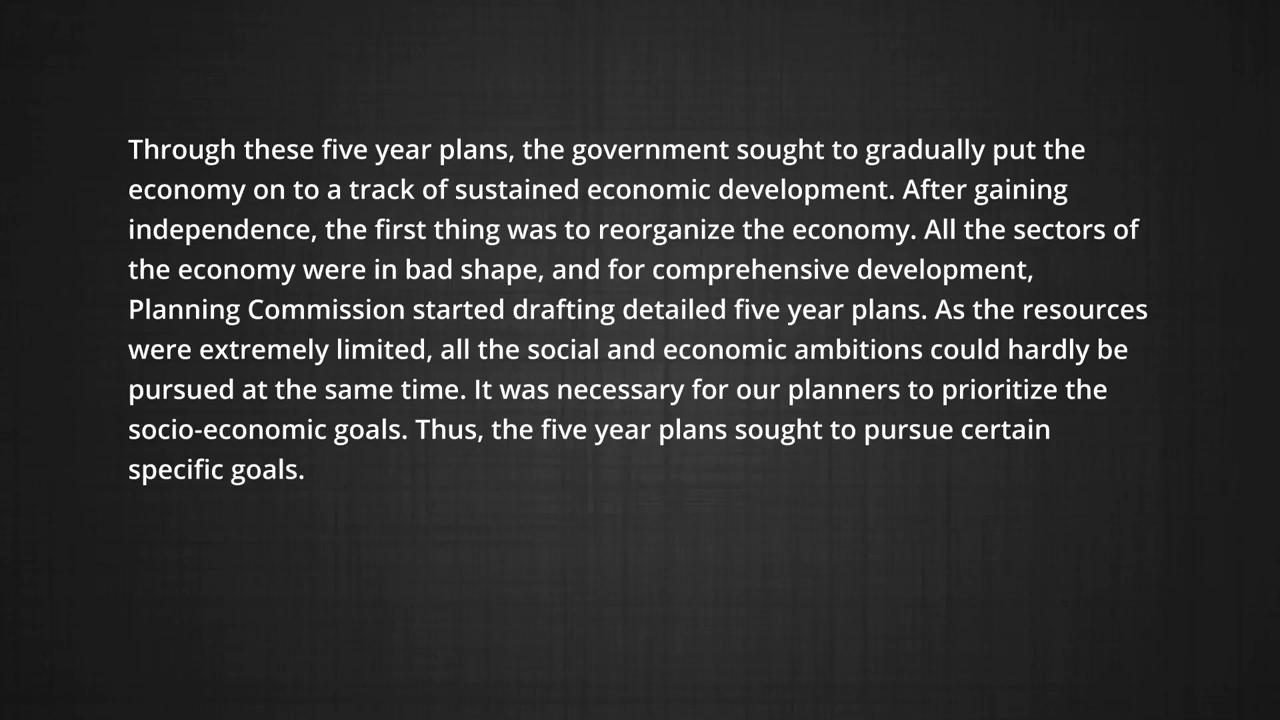 Through these five year plans, the government sought to gradually put the
economy on to a track of sustained economic development. After gaining
independence, the first thing was to reorganize the economy. All the sectors of
the economy were in bad shape, and for comprehensive development,
Planning Commission started drafting detailed five year plans. As the resources
were extremely limited, all the social and economic ambitions could hardly be
pursued at the same time. It was necessary for our planners to prioritize the
socio-economic goals. Thus, the five year plans sought to pursue certain
specific goals.